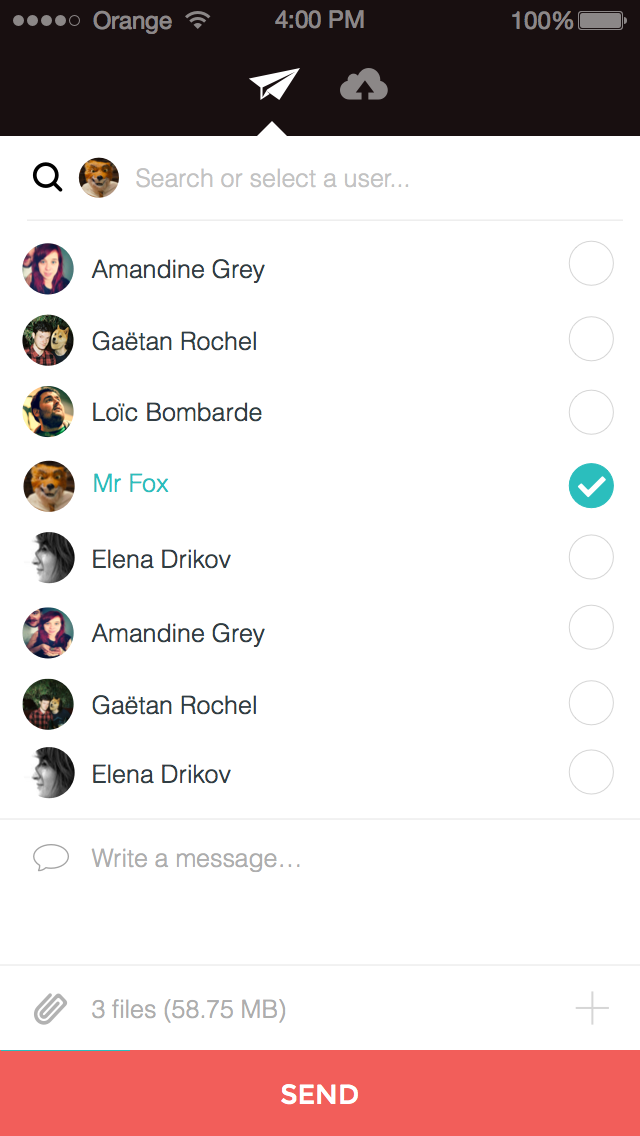 Orange 4:00 PM 100%
Search or select a user...
Amandine Grey
Gaëtan Rochel
Loïc Bombarde
Mr Fox
Elena Drikov
Amandine Grey
Gaëtan Rochel
Elena Drikov
Write a message...
3 files (58.75 MB)
SEND